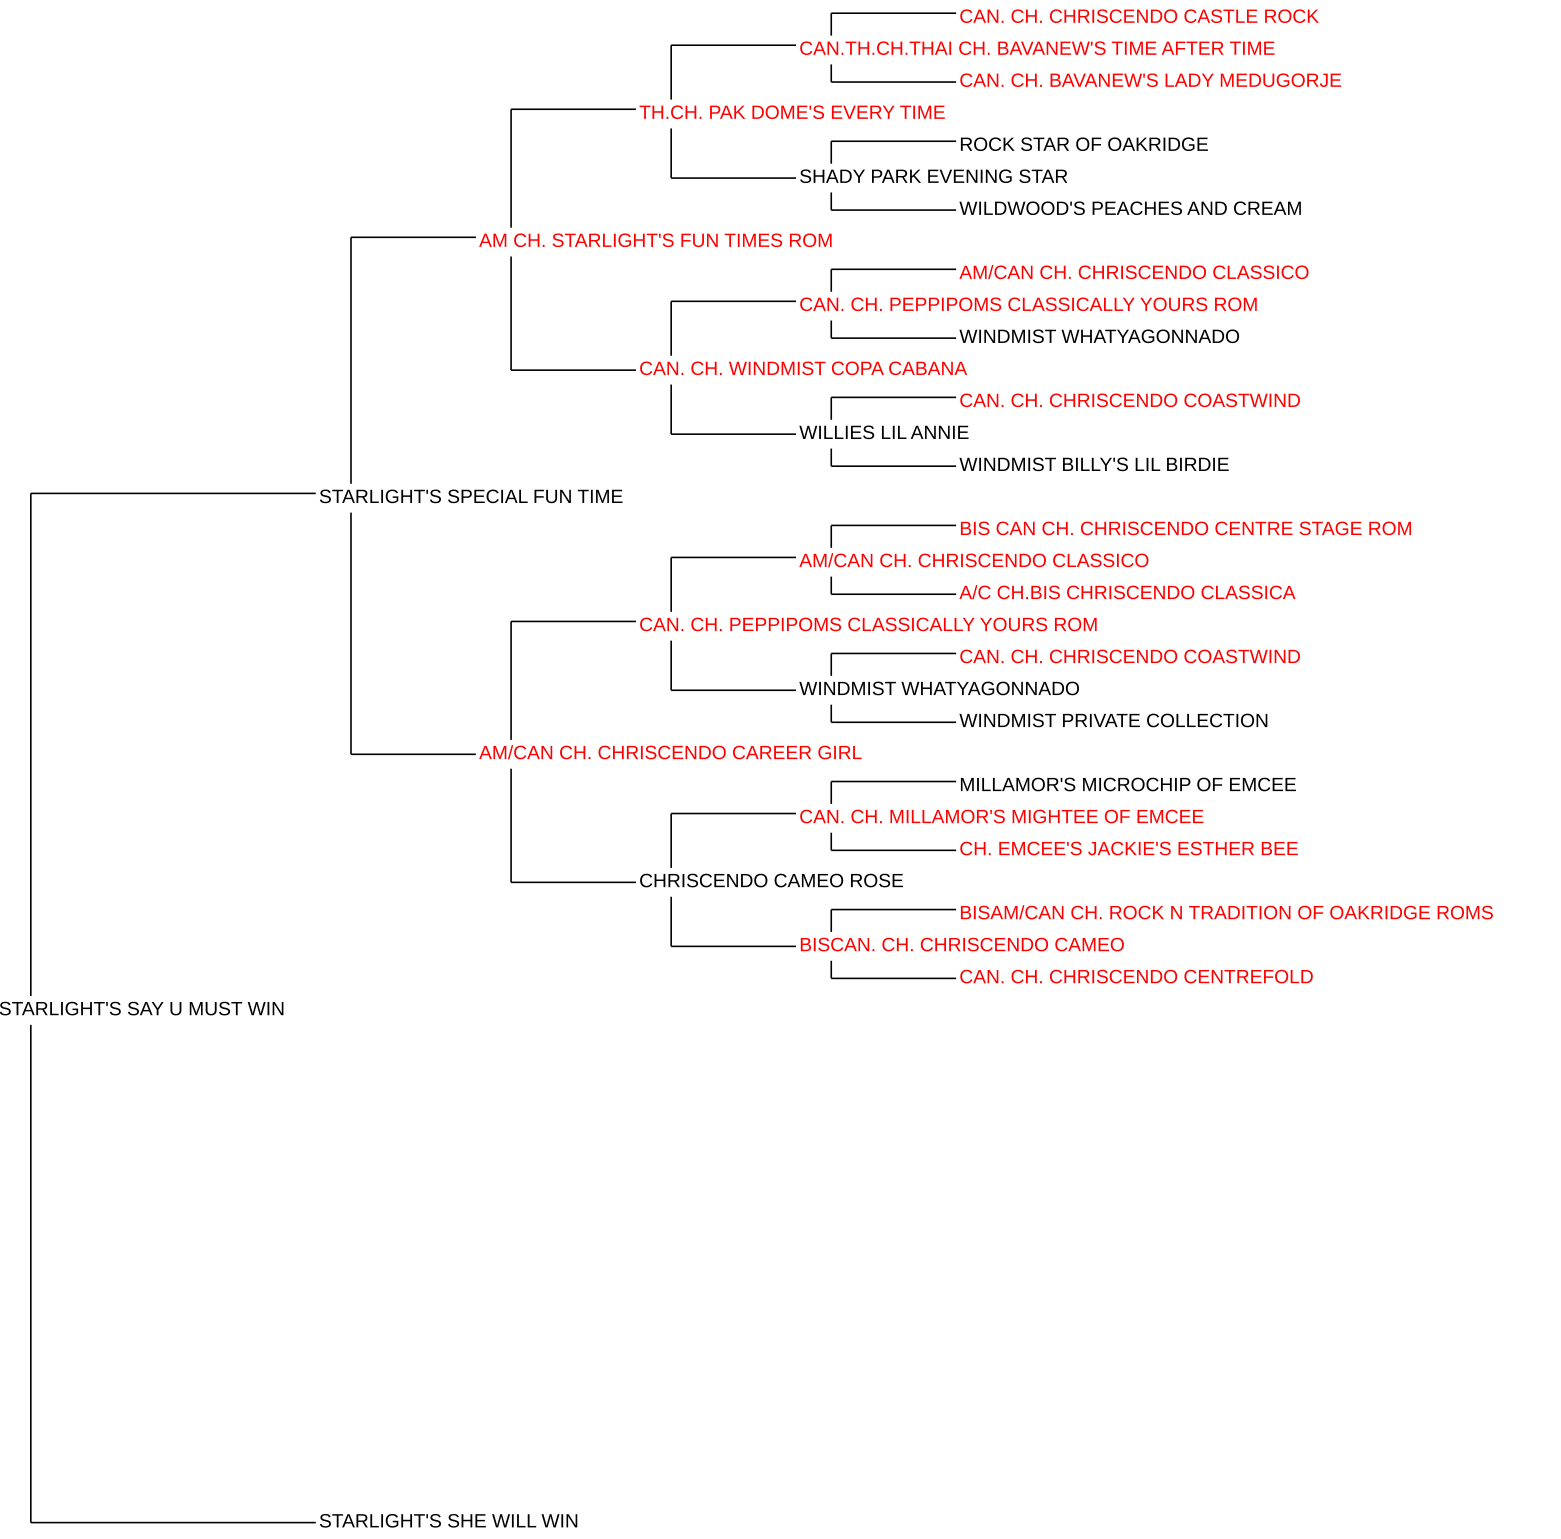 CAN. CH. CHRISCENDO CASTLE ROCK
CAN.TH.CH.THAI CH. BAVANEW'S TIME AFTER TIME
CAN. CH. BAVANEW'S LADY MEDUGORJE
TH.CH. PAK DOME'S EVERY TIME
ROCK STAR OF OAKRIDGE
SHADY PARK EVENING STAR
WILDWOOD'S PEACHES AND CREAM
AM CH. STARLIGHT'S FUN TIMES ROM
AM/CAN CH. CHRISCENDO CLASSICO
CAN. CH. PEPPIPOMS CLASSICALLY YOURS ROM
WINDMIST WHATYAGONNADO
CAN. CH. WINDMIST COPA CABANA
CAN. CH. CHRISCENDO COASTWIND
WILLIES LIL ANNIE
WINDMIST BILLY'S LIL BIRDIE
STARLIGHT'S SPECIAL FUN TIME
BIS CAN CH. CHRISCENDO CENTRE STAGE ROM
AM/CAN CH. CHRISCENDO CLASSICO
A/C CH.BIS CHRISCENDO CLASSICA
CAN. CH. PEPPIPOMS CLASSICALLY YOURS ROM
CAN. CH. CHRISCENDO COASTWIND
WINDMIST WHATYAGONNADO
WINDMIST PRIVATE COLLECTION
AM/CAN CH. CHRISCENDO CAREER GIRL
MILLAMOR'S MICROCHIP OF EMCEE
CAN. CH. MILLAMOR'S MIGHTEE OF EMCEE
CH. EMCEE'S JACKIE'S ESTHER BEE
CHRISCENDO CAMEO ROSE
BISAM/CAN CH. ROCK N TRADITION OF OAKRIDGE ROMS
BISCAN. CH. CHRISCENDO CAMEO
CAN. CH. CHRISCENDO CENTREFOLD
STARLIGHT'S SAY U MUST WIN
STARLIGHT'S SHE WILL WIN